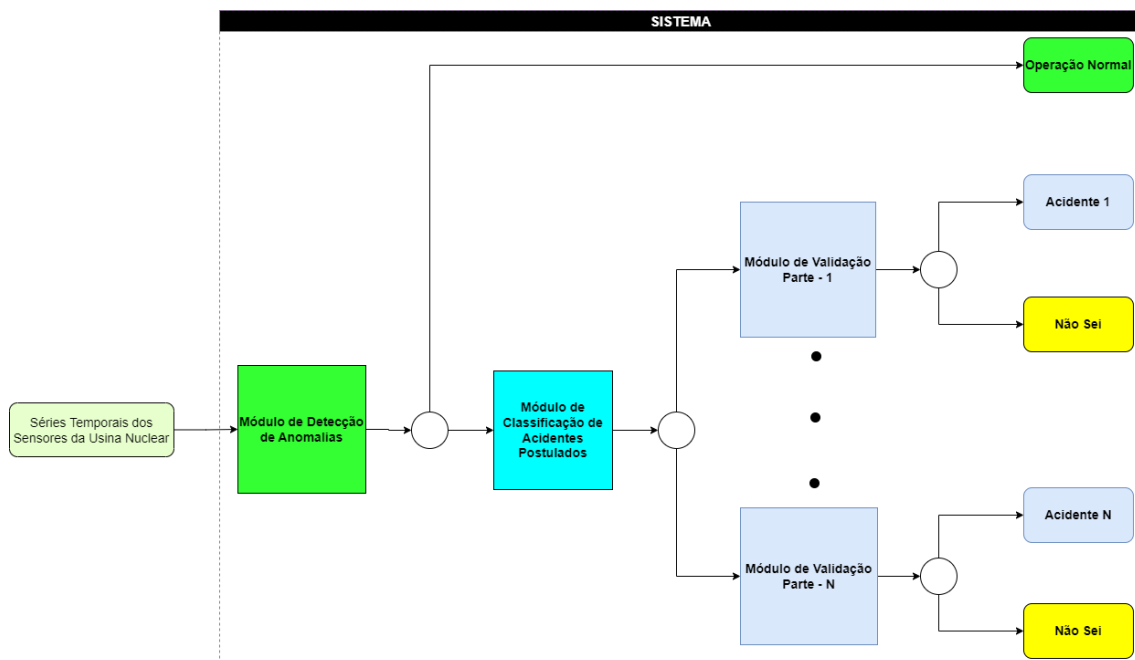 SISTEMA
Operação Normal
Acidente 1
Módulo de Validação
Parte - 1
Não Sei
Módulo de Detecção
de Anomalias
Módulo de
Classificação de
Acidentes
Postulados
Séries Temporais dos
Sensores da Usina Nuclear
Acidente N
Módulo de Validação
Parte - N
Não Sei